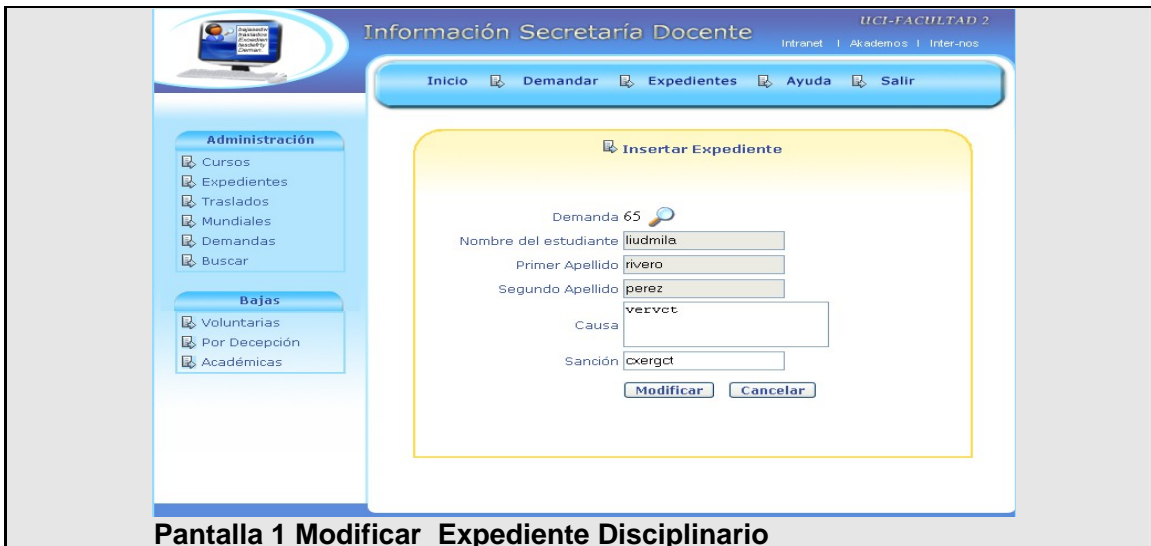 Información Secretaría Docente
UCI-FACULTAD 2
Intranet | Akademos | Inter-nos
Inicio Demandar Expedientes Ayuda Salir
Administración
Cursos
Expedientes
Traslados
Mundiales
Demandas
Buscar
Bajas
Voluntarias
Por Decepción
Académicas
Insertar Expediente
Demanda 65
Nombre del estudiante liudmila
Primer Apellido rivero
Segundo Apellido perez
Causa vervct
Sanción cxergct
Modificar Cancelar
Pantalla 1 Modificar Expediente Disciplinario